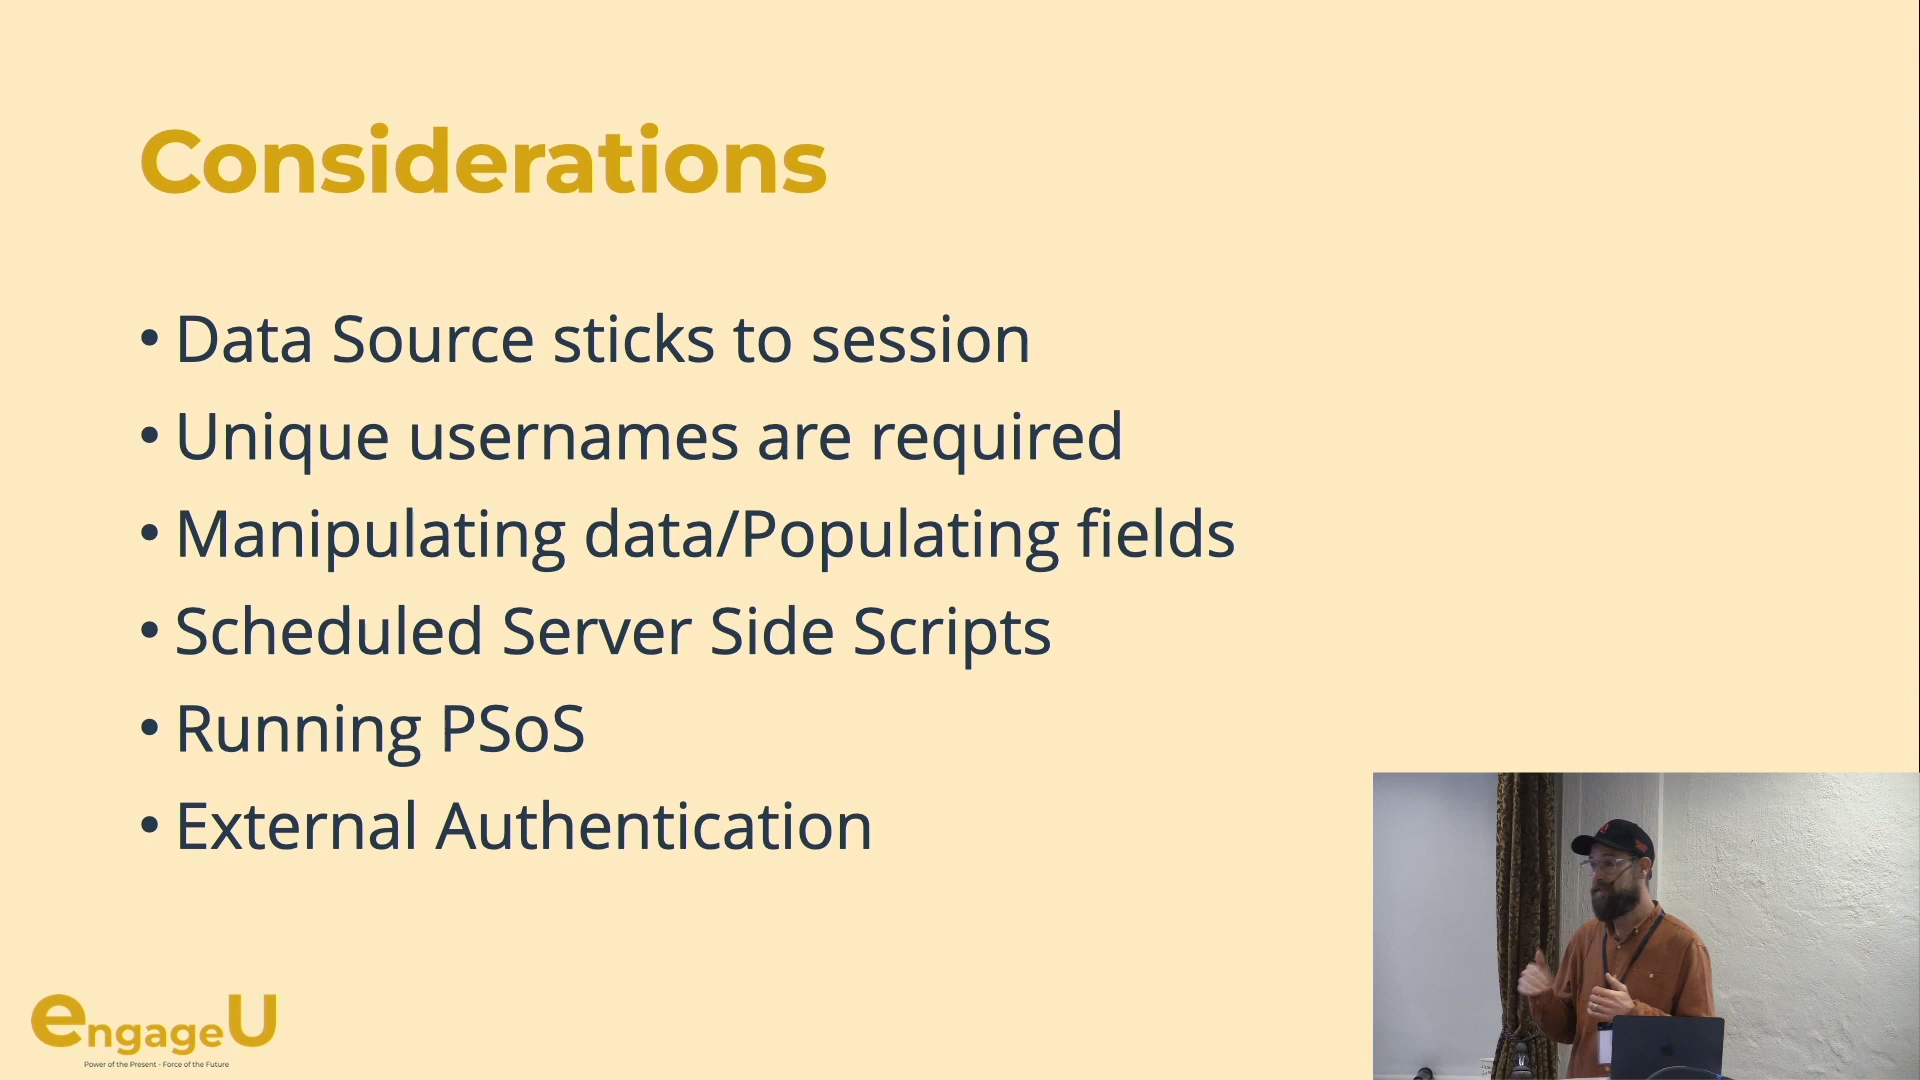 Considerations
• Data Source sticks to session
• Unique usernames are required
• Manipulating data/Populating fields
• Scheduled Server Side Scripts
• Running PSoS
• External Authentication
engageU
Power of the Present - Force of the Future